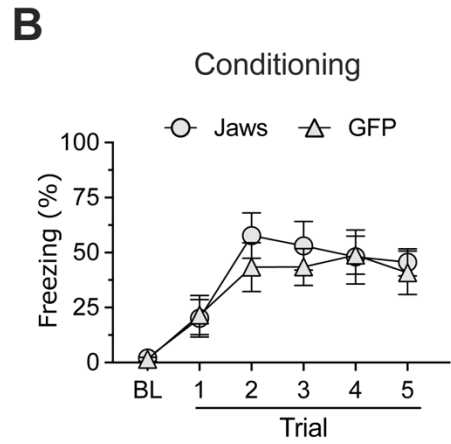 B
Conditioning
Jaws GFP
100
75
50
25
0
Freezing (%)
BL 1 2 3 4 5
Trial